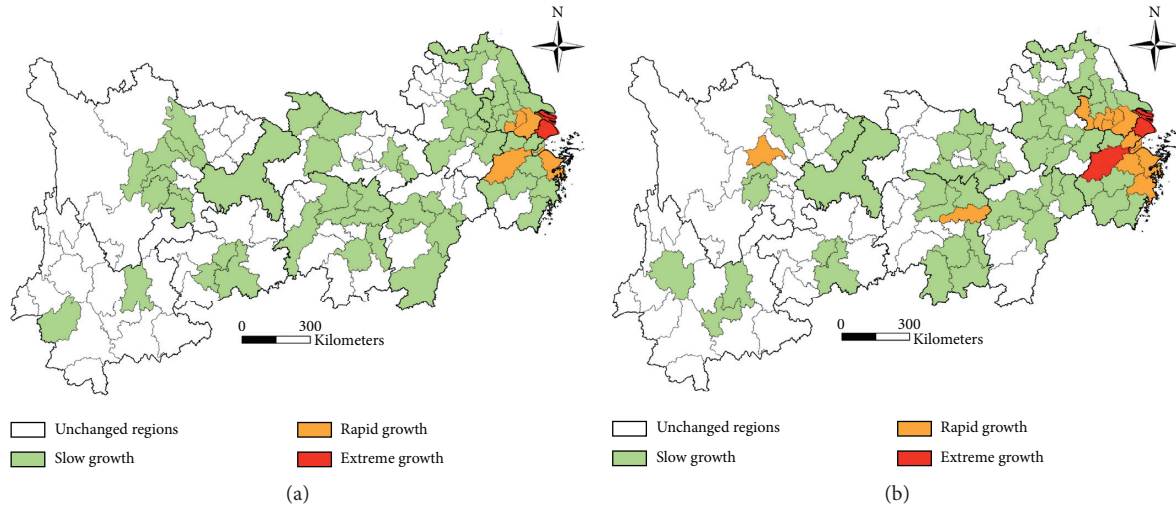 N
0 300
Kilometers
Unchanged regions
Slow growth
Rapid growth
Extreme growth
(a)
N
0 300
Kilometers
Unchanged regions
Slow growth
Rapid growth
Extreme growth
(b)